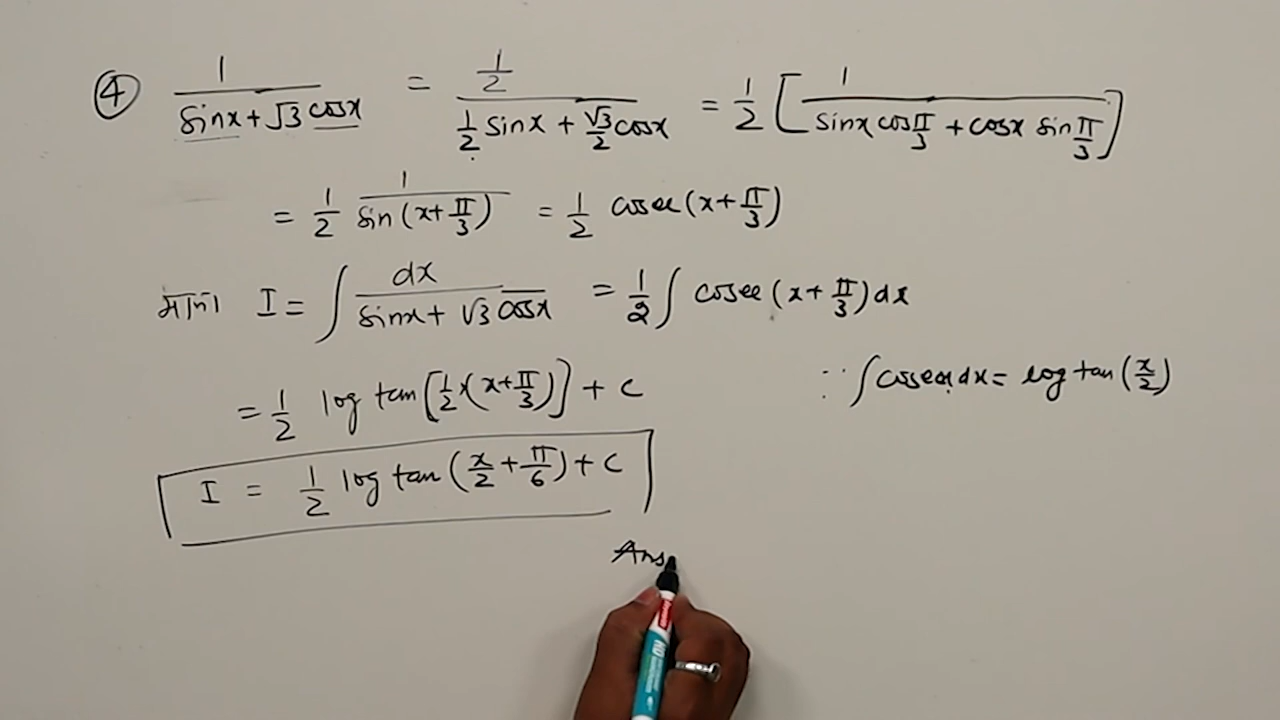 ④ 1/(sinx + √3 cosx) = (1/2)/(1/2 sinx + √3/2 cosx) = 1/2 [1/(sinx cos π/3 + cosx sin π/3)]
= 1/2 1/(sin (x+π/3)) = 1/2 cosec (x+π/3)
माना I = ∫ dx/(sinx + √3 cosx) = 1/2 ∫ cosec (x + π/3) dx
= 1/2 log tan [1/2 × (x+π/3)] + c ∵ ∫ cosecx dx = log tan (x/2)
I = 1/2 log tan (x/2 + π/6) + c
Ans